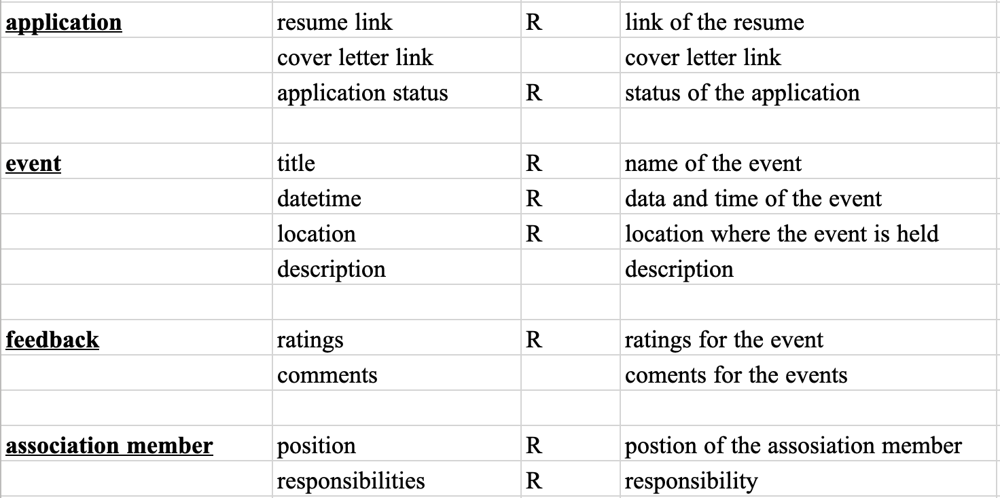 application resume link R link of the resume
cover letter link cover letter link
application status R status of the application
event title R name of the event
datetime R data and time of the event
location R location where the event is held
description description
feedback ratings R ratings for the event
comments coments for the events
association member position R postion of the assosiation member
responsibilities R responsibility